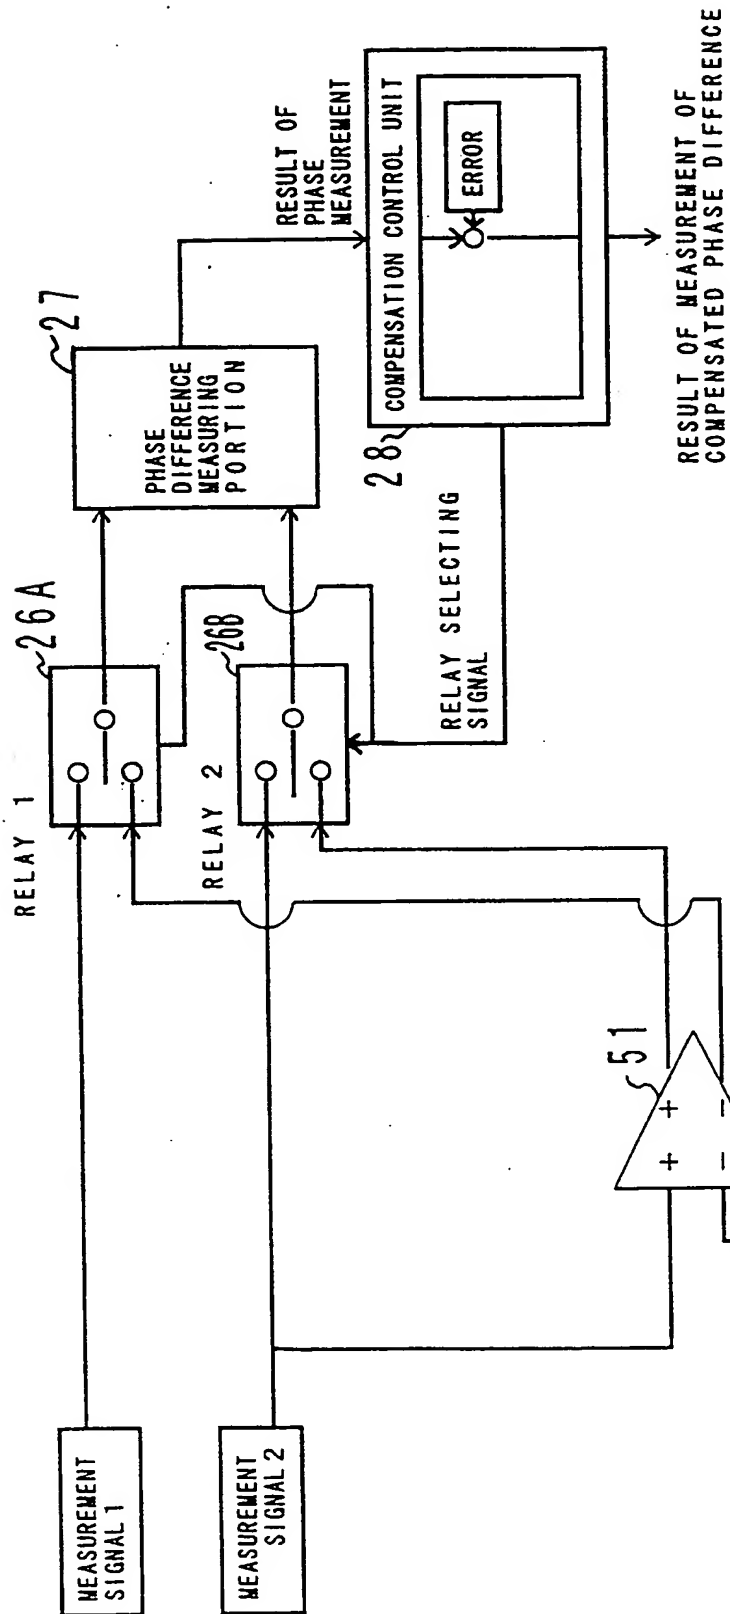 MEASUREMENT
SIGNAL 1
MEASUREMENT
SIGNAL 2
RELAY 1
26A
RELAY 2
26B
51
+ +
− −
27
PHASE
DIFFERENCE
MEASURING
PORTION
RESULT OF
PHASE
MEASUREMENT
RELAY SELECTING
SIGNAL
28
COMPENSATION CONTROL UNIT
ERROR
RESULT OF MEASUREMENT OF
COMPENSATED PHASE DIFFERENCE